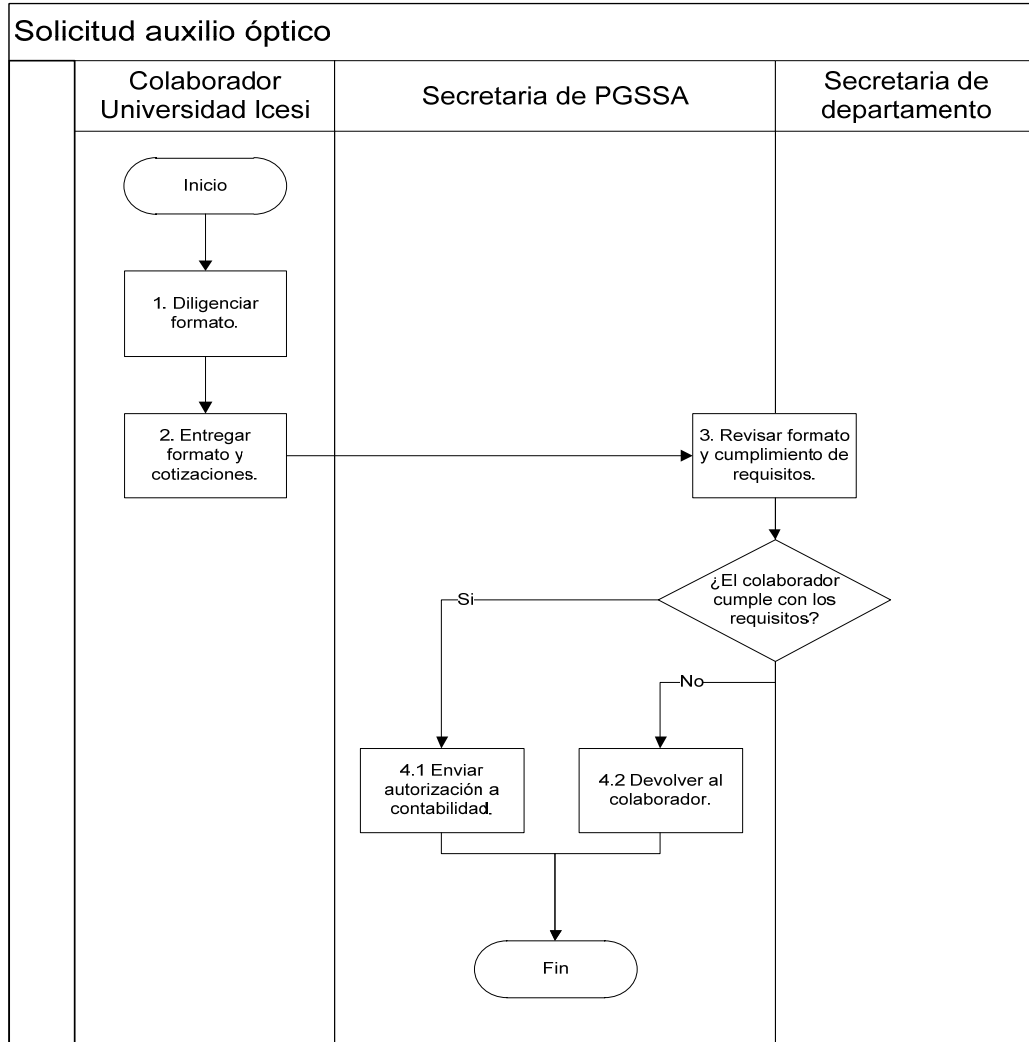 Solicitud auxilio óptico
Colaborador
Universidad Icesi
Secretaria de PGSSA
Secretaria de
departamento
Inicio
1. Diligenciar
formato.
2. Entregar
formato y
cotizaciones.
3. Revisar formato
y cumplimiento de
requisitos.
¿El colaborador
cumple con los
requisitos?
Si
No
4.1 Enviar
autorización a
contabilidad.
4.2 Devolver al
colaborador.
Fin